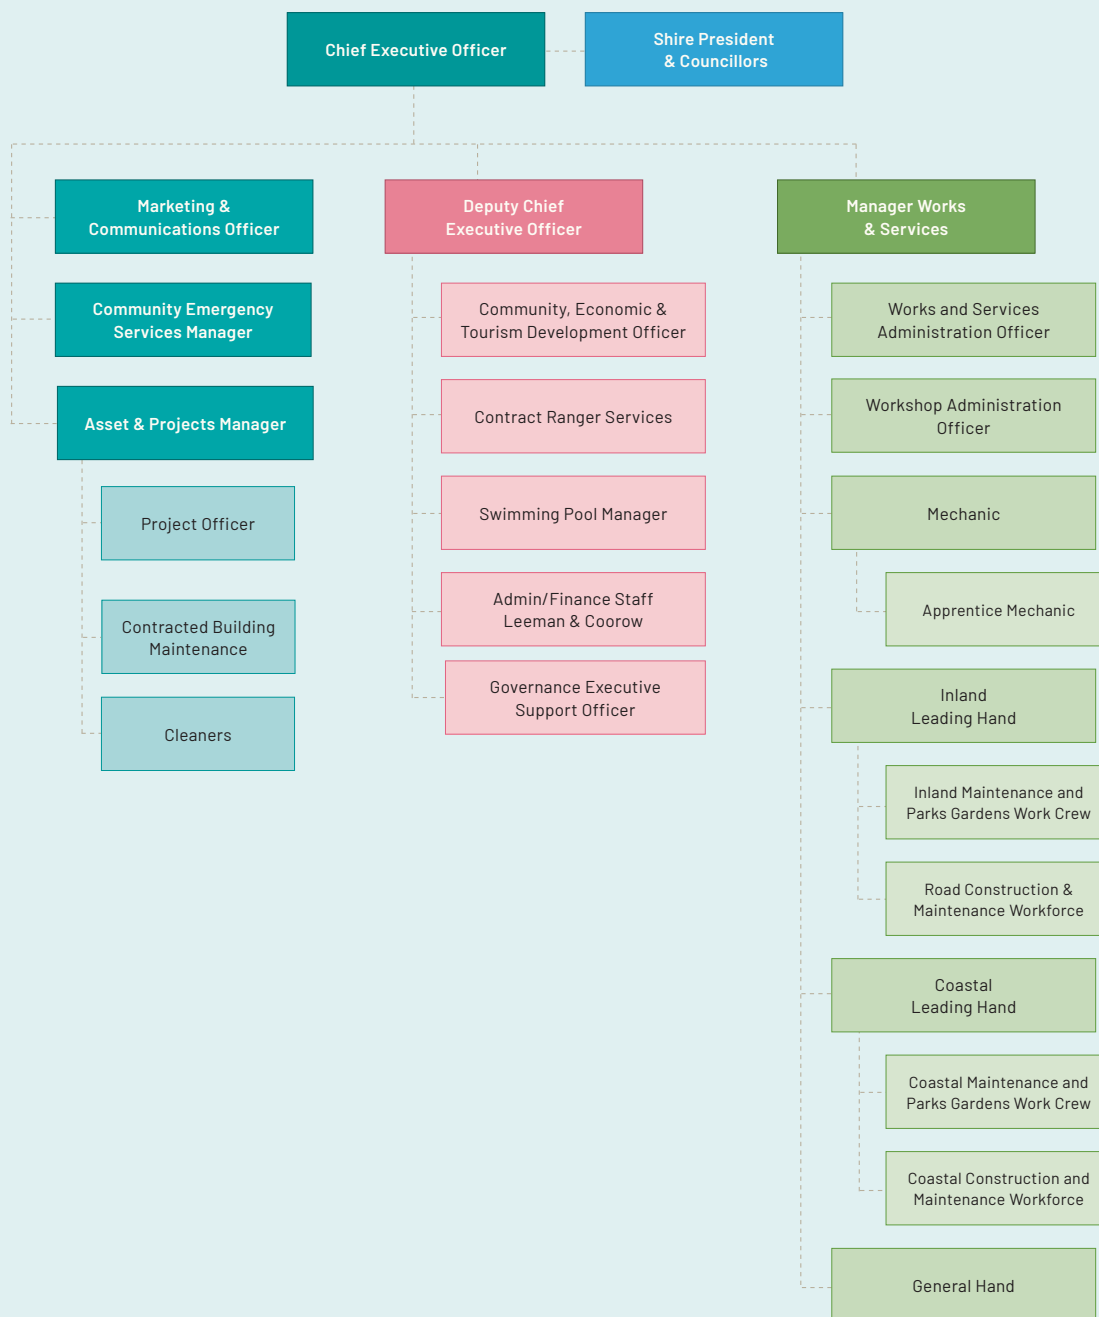 Chief Executive Officer
Shire President
& Councillors
Marketing &
Communications Officer
Community Emergency
Services Manager
Asset & Projects Manager
Project Officer
Contracted Building
Maintenance
Cleaners
Deputy Chief
Executive Officer
Community, Economic &
Tourism Development Officer
Contract Ranger Services
Swimming Pool Manager
Admin/Finance Staff
Leeman & Coorow
Governance Executive
Support Officer
Manager Works
& Services
Works and Services
Administration Officer
Workshop Administration
Officer
Mechanic
Apprentice Mechanic
Inland
Leading Hand
Inland Maintenance and
Parks Gardens Work Crew
Road Construction &
Maintenance Workforce
Coastal
Leading Hand
Coastal Maintenance and
Parks Gardens Work Crew
Coastal Construction and
Maintenance Workforce
General Hand